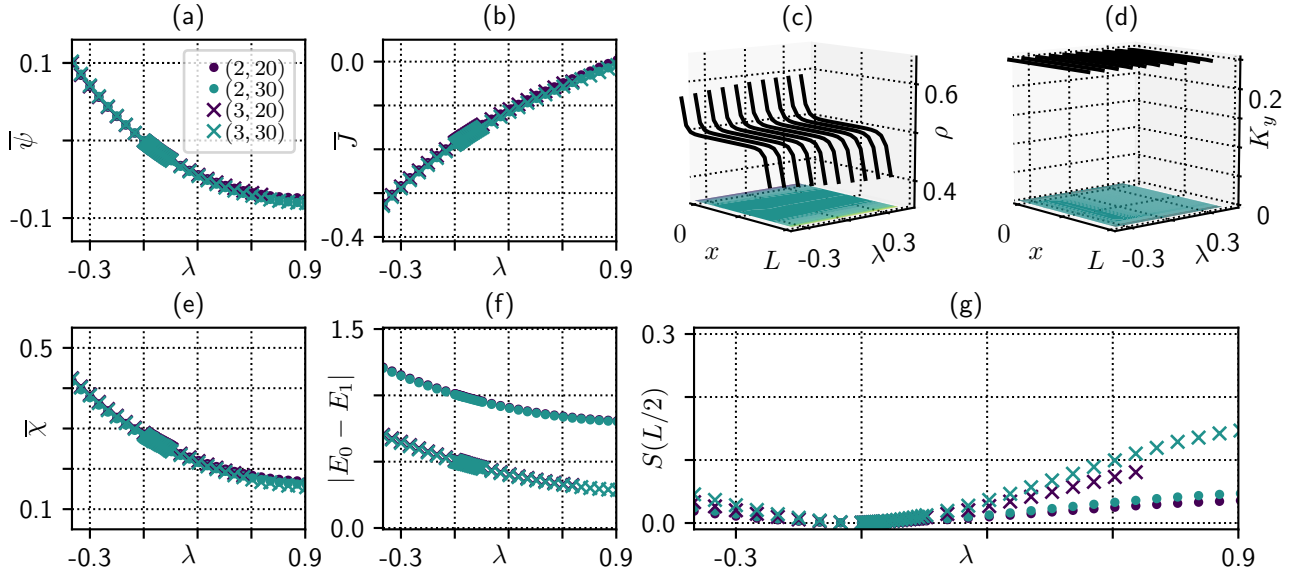 (a)
0.1
-0.1
ψ
-0.3
λ
0.9
(2, 20)
(2, 30)
(3, 20)
(3, 30)
(b)
0.0
-0.4
J
-0.3
λ
0.9
(c)
0.6
0.4
ρ
0
x
L
-0.3
λ
0.3
(d)
0.2
0
K_y
0
x
L
-0.3
λ
0.3
(e)
0.5
0.1
χ
-0.3
λ
0.9
(f)
1.5
0.0
|E_0 − E_1|
-0.3
λ
0.9
(g)
0.3
0.0
S(L/2)
-0.3
λ
0.9